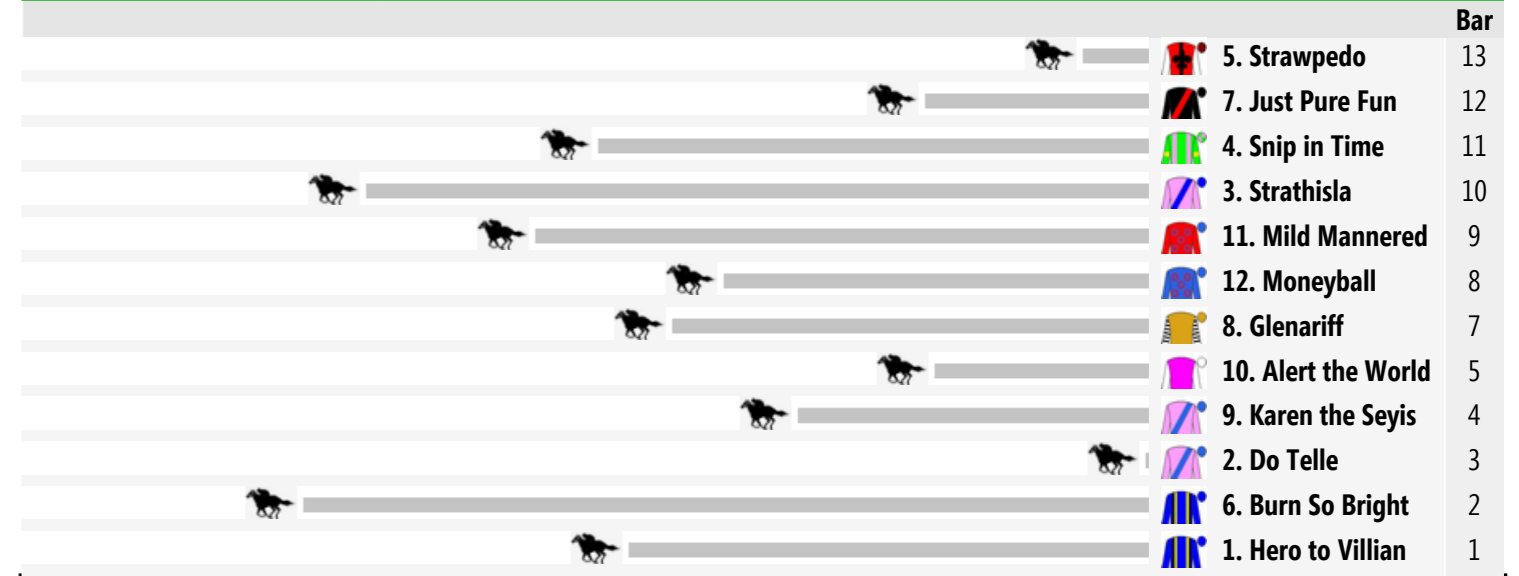 Bar
5. Strawpedo 13
7. Just Pure Fun 12
4. Snip in Time 11
3. Strathisla 10
11. Mild Mannered 9
12. Moneyball 8
8. Glenariff 7
10. Alert the World 5
9. Karen the Seyis 4
2. Do Telle 3
6. Burn So Bright 2
1. Hero to Villian 1